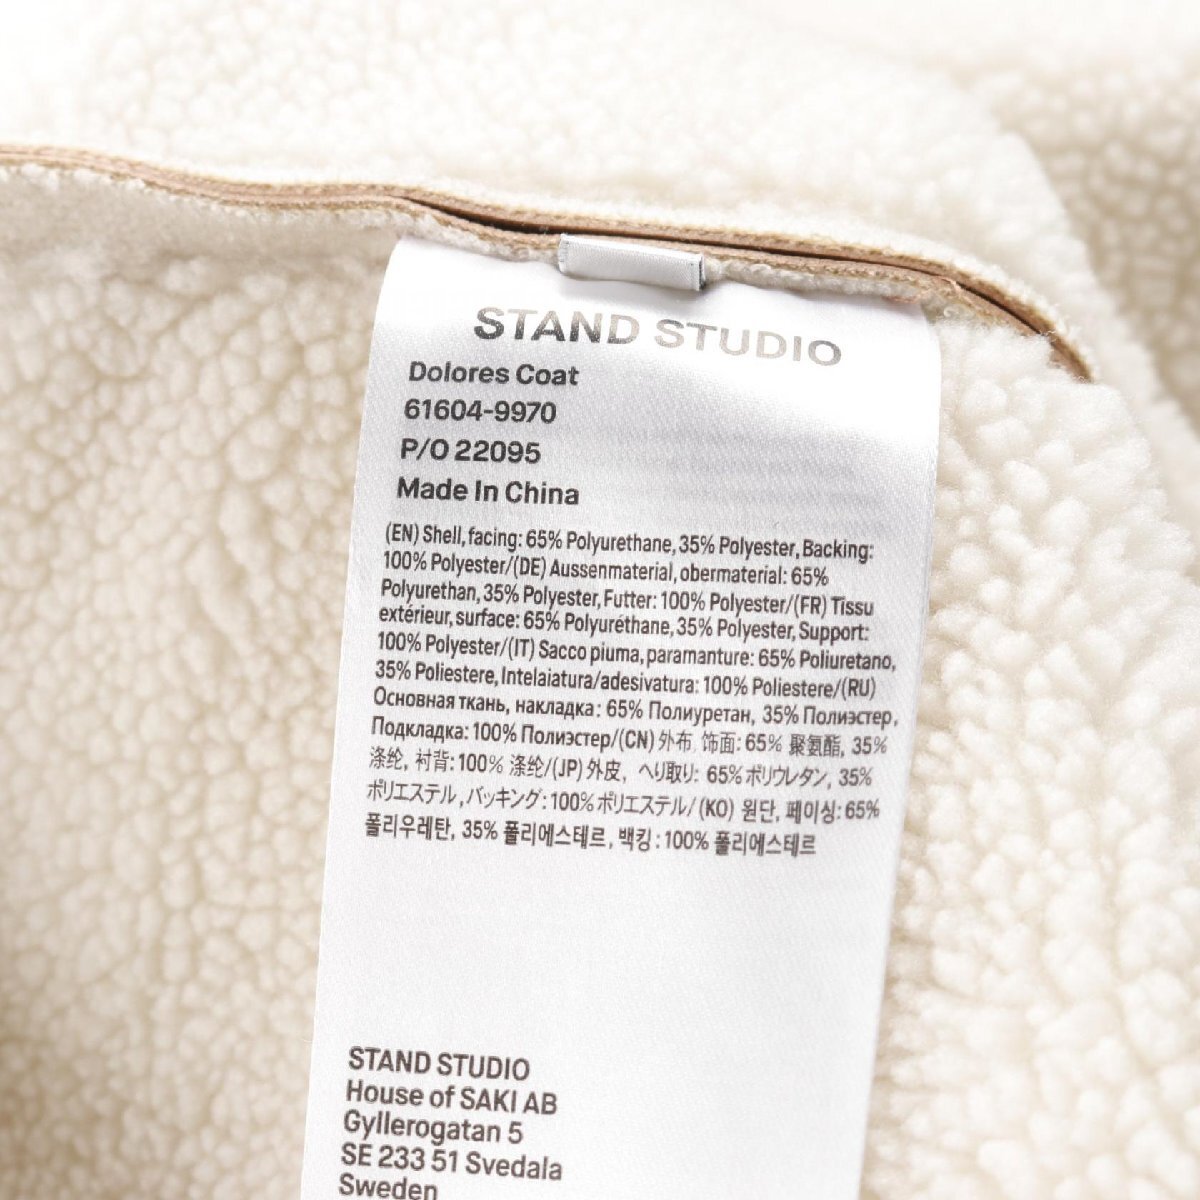 STAND STUDIO
Dolores Coat
61604-9970
P/O 22095
Made In China
(EN) Shell, facing: 65% Polyurethane, 35% Polyester, Backing:
100% Polyester/(DE) Aussenmaterial, obermaterial: 65%
Polyurethan, 35% Polyester, Futter: 100% Polyester/(FR) Tissu
extérieur, surface: 65% Polyuréthane, 35% Polyester, Support:
100% Polyester/(IT) Sacco piuma, paramanture: 65% Poliuretano,
35% Poliestere, Intelaiatura/adesivatura: 100% Poliestere/(RU)
Основная ткань, накладка: 65% Полиуретан, 35% Полиэстер,
Подкладка: 100% Полиэстер/(CN) 外布, 饰面: 65% 聚氨酯, 35%
涤纶, 衬背: 100% 涤纶/(JP) 外皮, へり取り: 65% ポリウレタン, 35%
ポリエステル, バッキング: 100% ポリエステル/ (KO) 원단, 페이싱: 65%
폴리우레탄, 35% 폴리에스테르, 백킹: 100% 폴리에스테르
STAND STUDIO
House of SAKI AB
Gyllerogatan 5
SE 233 51 Svedala
Sweden